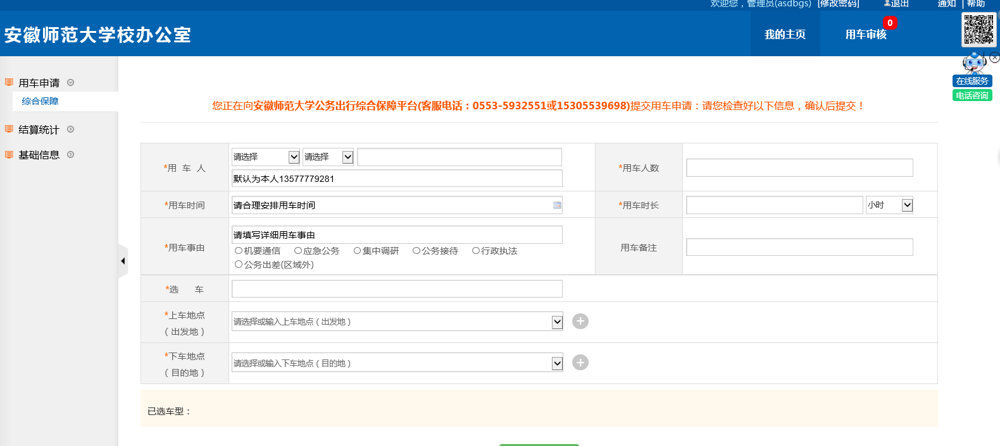 欢迎您，管理员(asdbgs) [修改密码] 退出 通知 | 帮助
安徽师范大学校办公室
我的主页 用车审核 0
在线服务
电话咨询
用车申请
综合保障
结算统计
基础信息
您正在向安徽师范大学公务出行综合保障平台(客服电话：0553-5932551或15305539698)提交用车申请：请您检查好以下信息，确认后提交！
*用 车 人 请选择 请选择
默认为本人13577779281
*用车人数
*用车时间 请合理安排用车时间
*用车时长 小时
*用车事由 请填写详细用车事由
机要通信 应急公务 集中调研 公务接待 行政执法
公务出差(区域外)
用车备注
*选 车
*上车地点
（出发地） 请选择或输入上车地点（出发地）
*下车地点
（目的地） 请选择或输入下车地点（目的地）
已选车型：